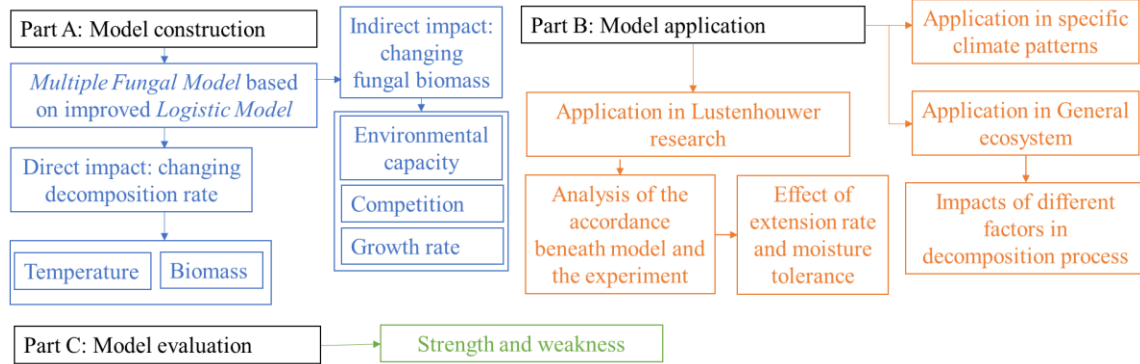 Part A: Model construction
Multiple Fungal Model based
on improved Logistic Model
Direct impact: changing
decomposition rate
Temperature
Biomass
Indirect impact:
changing
fungal biomass
Environmental
capacity
Competition
Growth rate
Part B: Model application
Application in Lustenhouwer
research
Analysis of the
accordance
beneath model and
the experiment
Effect of
extension rate
and moisture
tolerance
Application in specific
climate patterns
Application in General
ecosystem
Impacts of different
factors in
decomposition process
Part C: Model evaluation
Strength and weakness